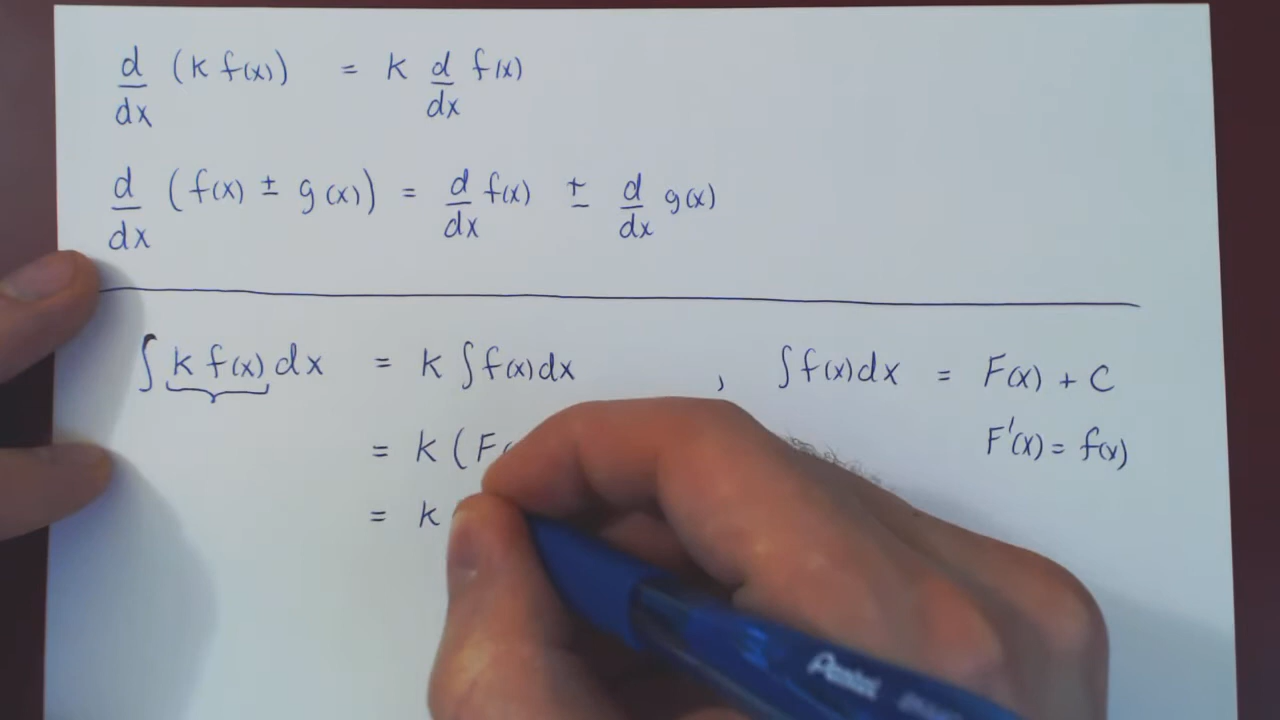 d/dx (k f(x)) = k d/dx f(x)
d/dx (f(x) ± g(x)) = d/dx f(x) ± d/dx g(x)
∫ k f(x) dx = k ∫ f(x) dx , ∫ f(x) dx = F(x) + C
= k (F F'(x) = f(x)
= k
Pentel